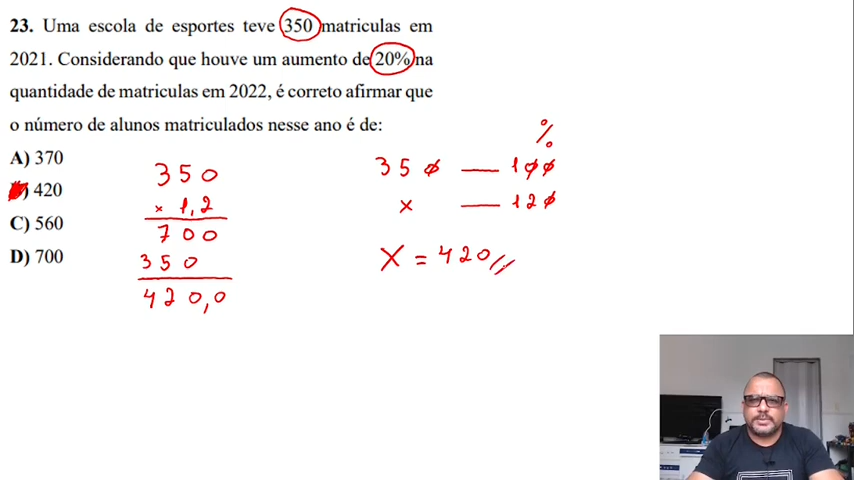 23. Uma escola de esportes teve 350 matriculas em
2021. Considerando que houve um aumento de 20% na
quantidade de matriculas em 2022, é correto afirmar que
o número de alunos matriculados nesse ano é de:
A) 370
) 420
C) 560
D) 700
350
x 1,2
700
350
420,0
%
350 — 100
x — 120
X = 420//